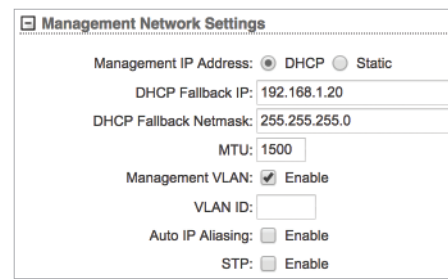 Management Network Settings
Management IP Address: DHCP Static
DHCP Fallback IP: 192.168.1.20
DHCP Fallback Netmask: 255.255.255.0
MTU: 1500
Management VLAN: Enable
VLAN ID:
Auto IP Aliasing: Enable
STP: Enable